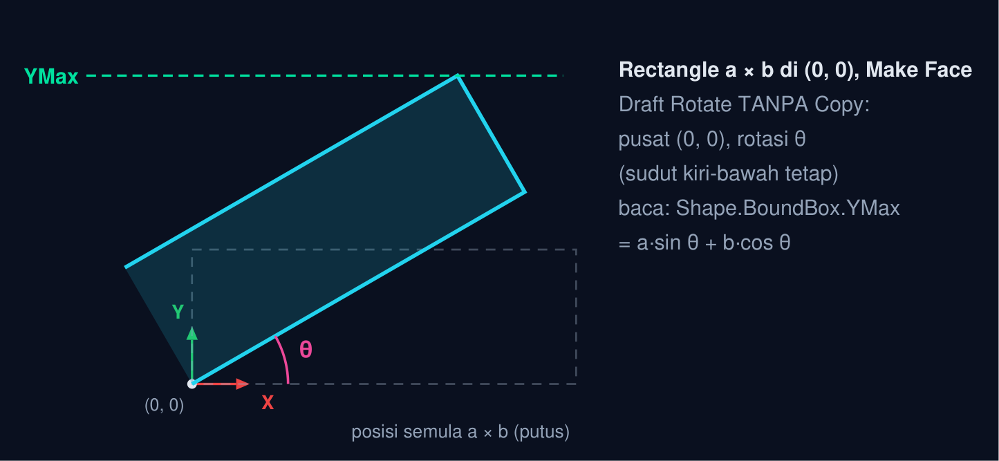 YMax
Rectangle a × b di (0, 0), Make Face
Draft Rotate TANPA Copy:
pusat (0, 0), rotasi θ
(sudut kiri-bawah tetap)
baca: Shape.BoundBox.YMax
= a·sin θ + b·cos θ
Y
θ
X
(0, 0)
posisi semula a × b (putus)